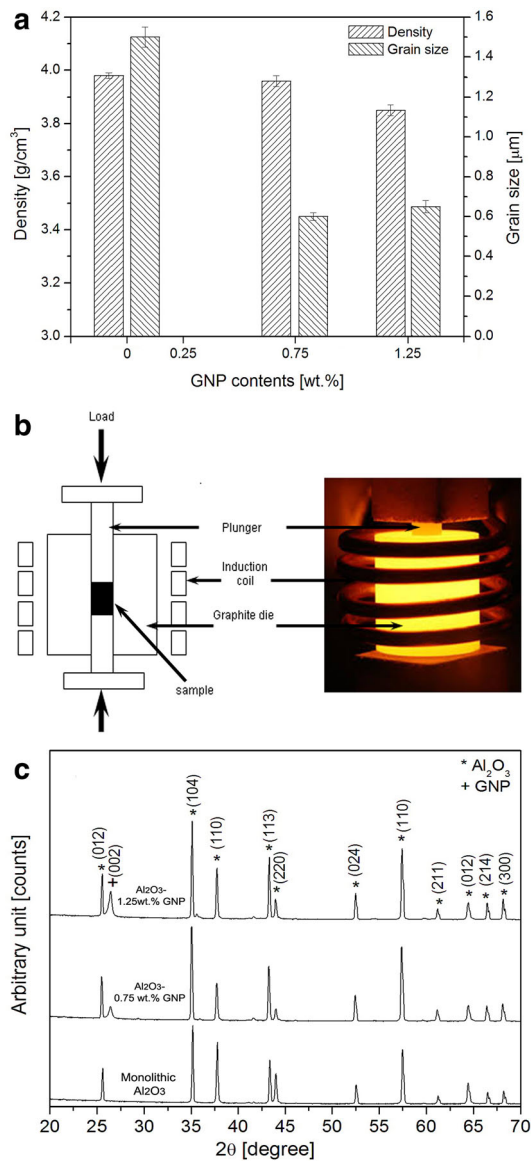 a
4.2
4.0
3.8
3.6
3.4
3.2
3.0
Density [g/cm³]
Density
Grain size
1.6
1.4
1.2
1.0
0.8
0.6
0.4
0.2
0.0
Grain size [μm]
0 0.25 0.75 1.25
GNP contents [wt.%]
b
Load
Plunger
Induction
coil
Graphite die
sample
c
* Al₂O₃
+ GNP
Arbitrary unit [counts]
*(012)
+(002)
*(104)
*(110)
*(113)
*(220)
*(024)
*(110)
*(211)
*(012)
*(214)
*(300)
Al2O3-
1.25wt.% GNP
Al2O3-
0.75 wt.% GNP
Monolithic
Al2O3
20 25 30 35 40 45 50 55 60 65 70
2θ [degree]